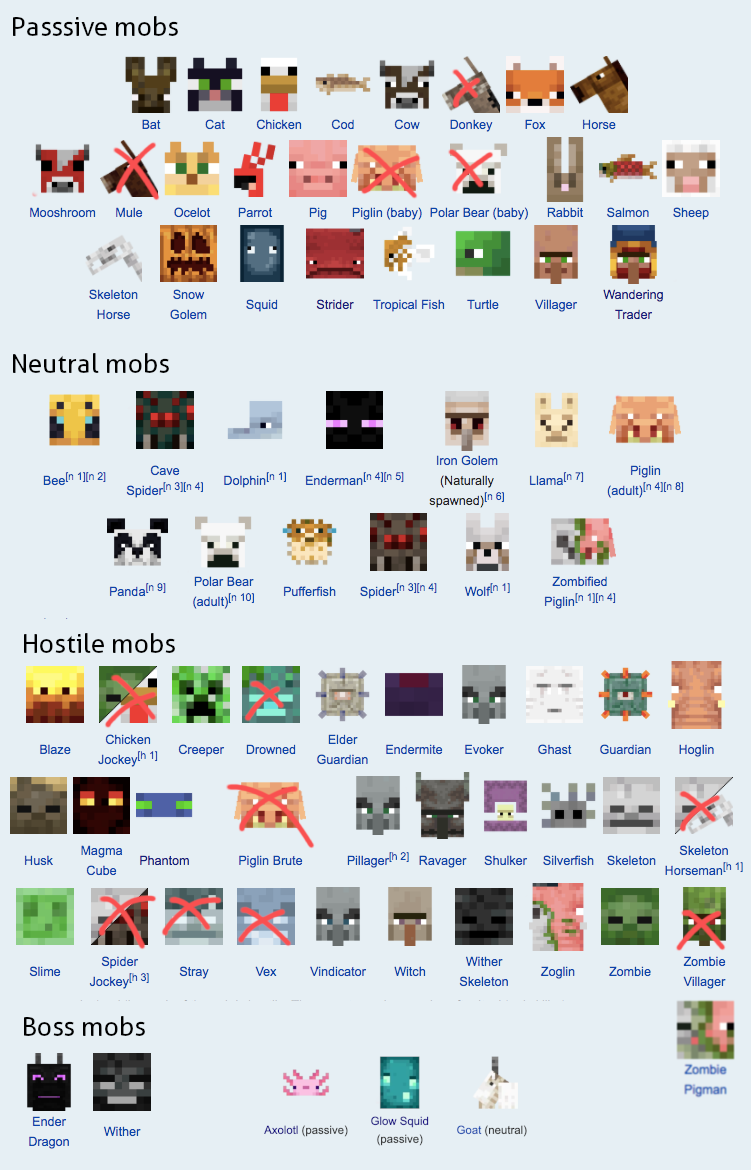 Passsive mobs
Bat Cat Chicken Cod Cow Donkey Fox Horse
Mooshroom Mule Ocelot Parrot Pig Piglin (baby) Polar Bear (baby) Rabbit Salmon Sheep
Skeleton Horse Snow Golem Squid Strider Tropical Fish Turtle Villager Wandering Trader
Neutral mobs
Bee[n 1][n 2] Cave Spider[n 3][n 4] Dolphin[n 1] Enderman[n 4][n 5] Iron Golem (Naturally spawned)[n 6] Llama[n 7] Piglin (adult)[n 4][n 8]
Panda[n 9] Polar Bear (adult)[n 10] Pufferfish Spider[n 3][n 4] Wolf[n 1] Zombified Piglin[n 1][n 4]
Hostile mobs
Blaze Chicken Jockey[h 1] Creeper Drowned Elder Guardian Endermite Evoker Ghast Guardian Hoglin
Husk Magma Cube Phantom Piglin Brute Pillager[h 2] Ravager Shulker Silverfish Skeleton Skeleton Horseman[h 1]
Slime Spider Jockey[h 3] Stray Vex Vindicator Witch Wither Skeleton Zoglin Zombie Zombie Villager
Boss mobs
Zombie Pigman
Ender Dragon Wither Axolotl (passive) Glow Squid (passive) Goat (neutral)